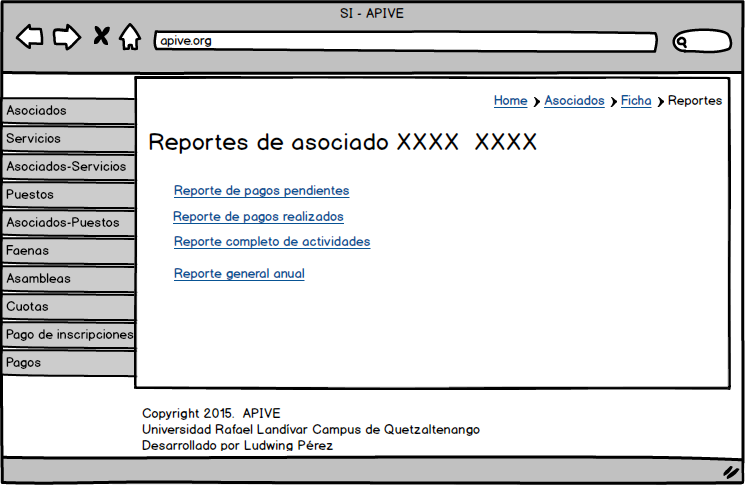 SI - APIVE
apive.org
Home Asociados Ficha Reportes
Asociados
Servicios
Asociados-Servicios
Puestos
Asociados-Puestos
Faenas
Asambleas
Cuotas
Pago de inscripciones
Pagos
Reportes de asociado XXXX XXXX
Reporte de pagos pendientes
Reporte de pagos realizados
Reporte completo de actividades
Reporte general anual
Copyright 2015. APIVE
Universidad Rafael Landívar Campus de Quetzaltenango
Desarrollado por Ludwing Pérez